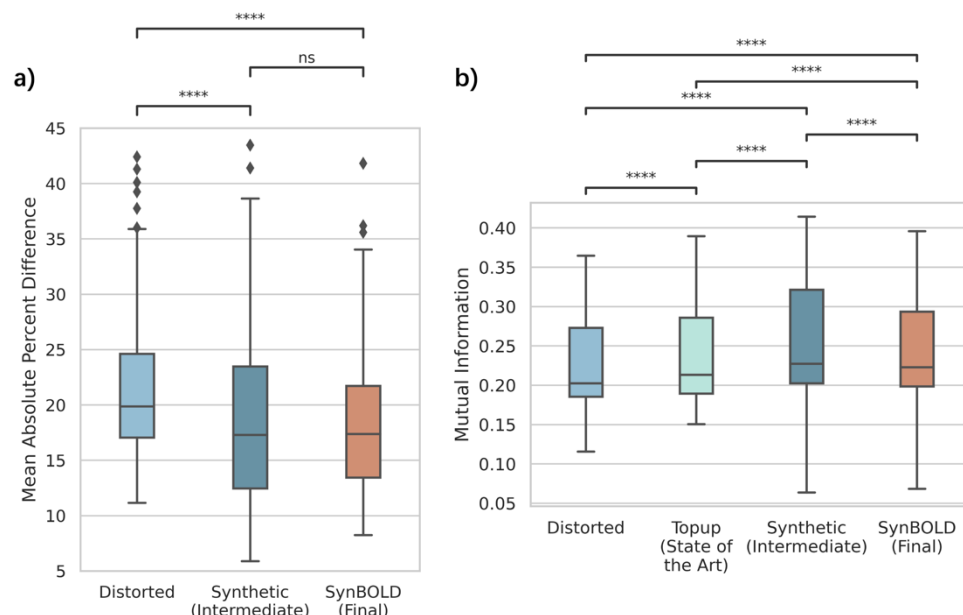 a)
****
ns
****
Mean Absolute Percent Difference
45
40
35
30
25
20
15
10
5
Distorted
Synthetic
(Intermediate)
SynBOLD
(Final)
b)
****
****
****
****
****
****
Mutual Information
0.40
0.35
0.30
0.25
0.20
0.15
0.10
0.05
Distorted
Topup
(State of
the Art)
Synthetic
(Intermediate)
SynBOLD
(Final)